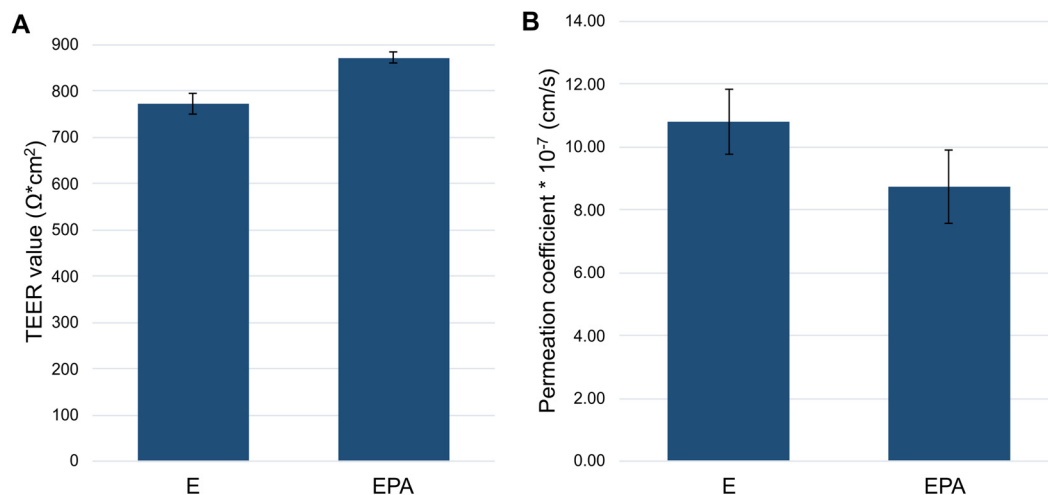 A
TEER value (Ω*cm²)
900
800
700
600
500
400
300
200
100
0
E
EPA
B
Permeation coefficient * 10⁻⁷ (cm/s)
14.00
12.00
10.00
8.00
6.00
4.00
2.00
0.00
E
EPA